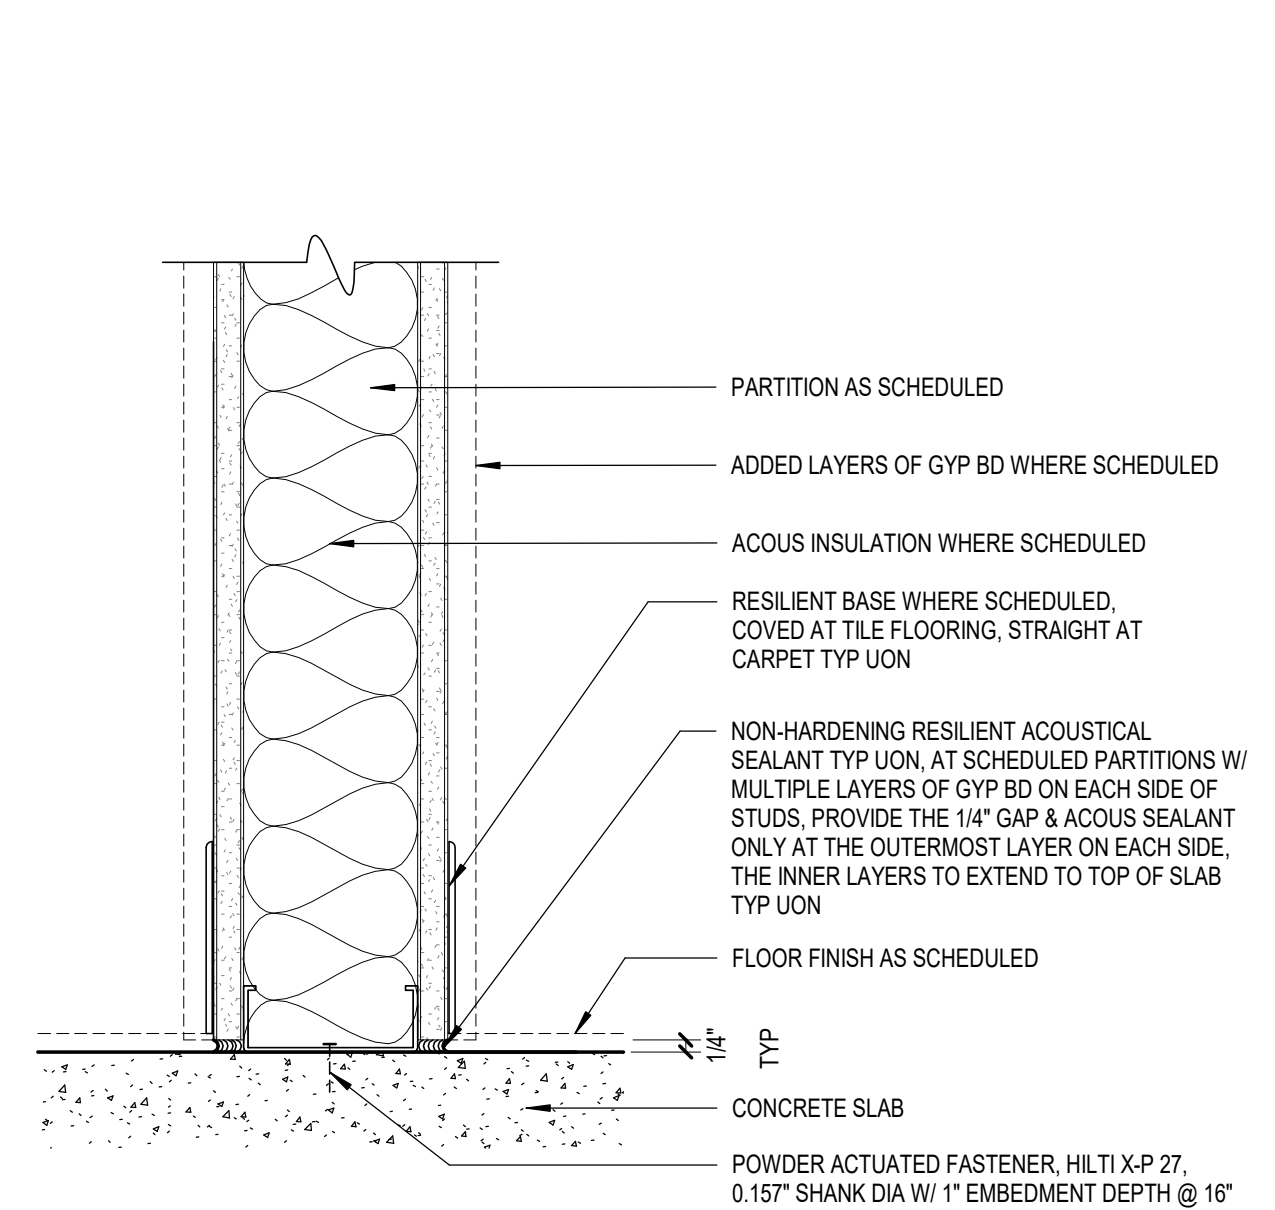 PARTITION AS SCHEDULED
ADDED LAYERS OF GYP BD WHERE SCHEDULED
ACOUS INSULATION WHERE SCHEDULED
RESILIENT BASE WHERE SCHEDULED,
COVED AT TILE FLOORING, STRAIGHT AT
CARPET TYP UON
NON-HARDENING RESILIENT ACOUSTICAL
SEALANT TYP UON, AT SCHEDULED PARTITIONS W/
MULTIPLE LAYERS OF GYP BD ON EACH SIDE OF
STUDS, PROVIDE THE 1/4" GAP & ACOUS SEALANT
ONLY AT THE OUTERMOST LAYER ON EACH SIDE,
THE INNER LAYERS TO EXTEND TO TOP OF SLAB
TYP UON
FLOOR FINISH AS SCHEDULED
1/4"
TYP
CONCRETE SLAB
POWDER ACTUATED FASTENER, HILTI X-P 27,
0.157" SHANK DIA W/ 1" EMBEDMENT DEPTH @ 16"